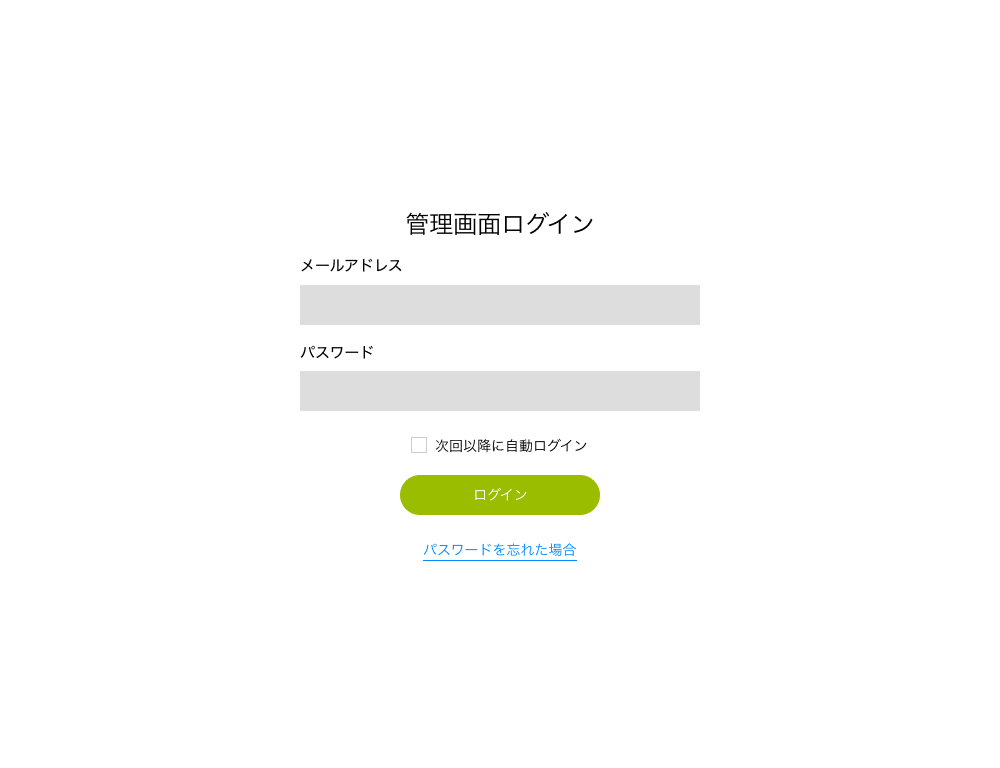 管理画面ログイン
メールアドレス
パスワード
次回以降に自動ログイン
ログイン
パスワードを忘れた場合